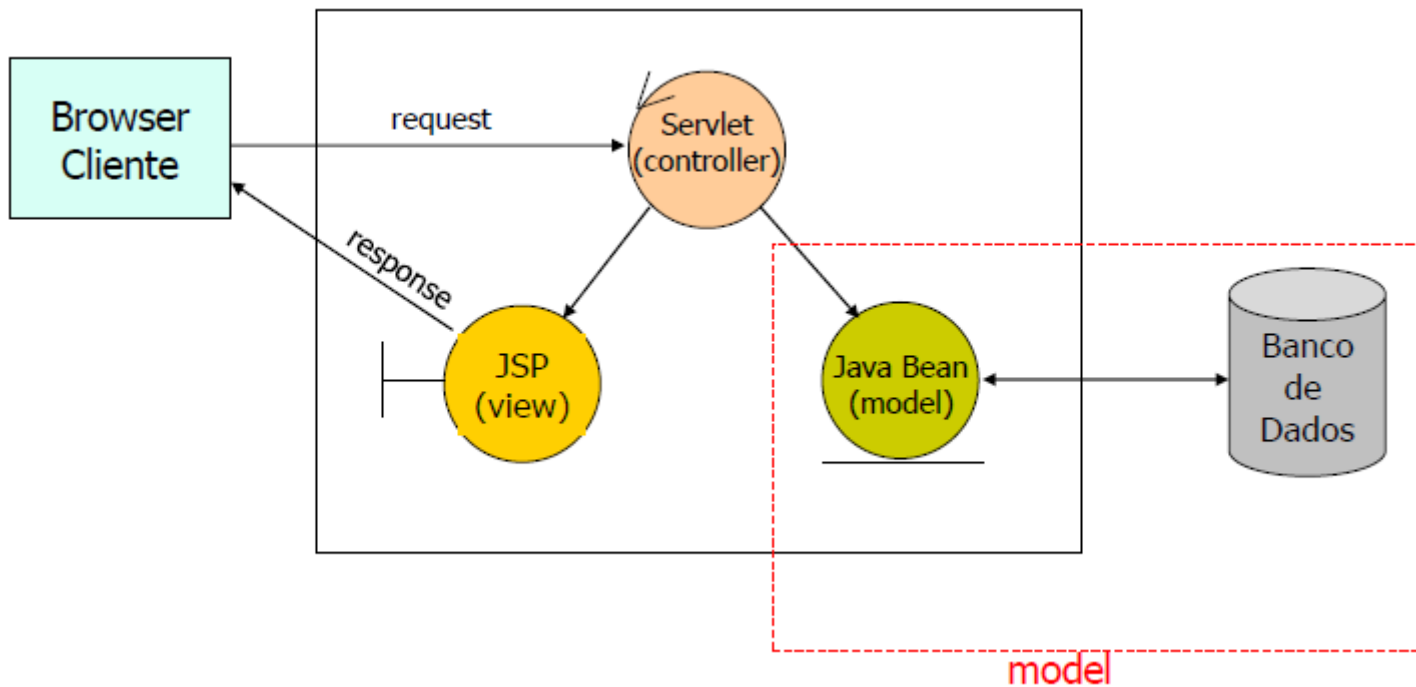 Browser
Cliente
request
Servlet
(controller)
response
JSP
(view)
Java Bean
(model)
Banco
de
Dados
model